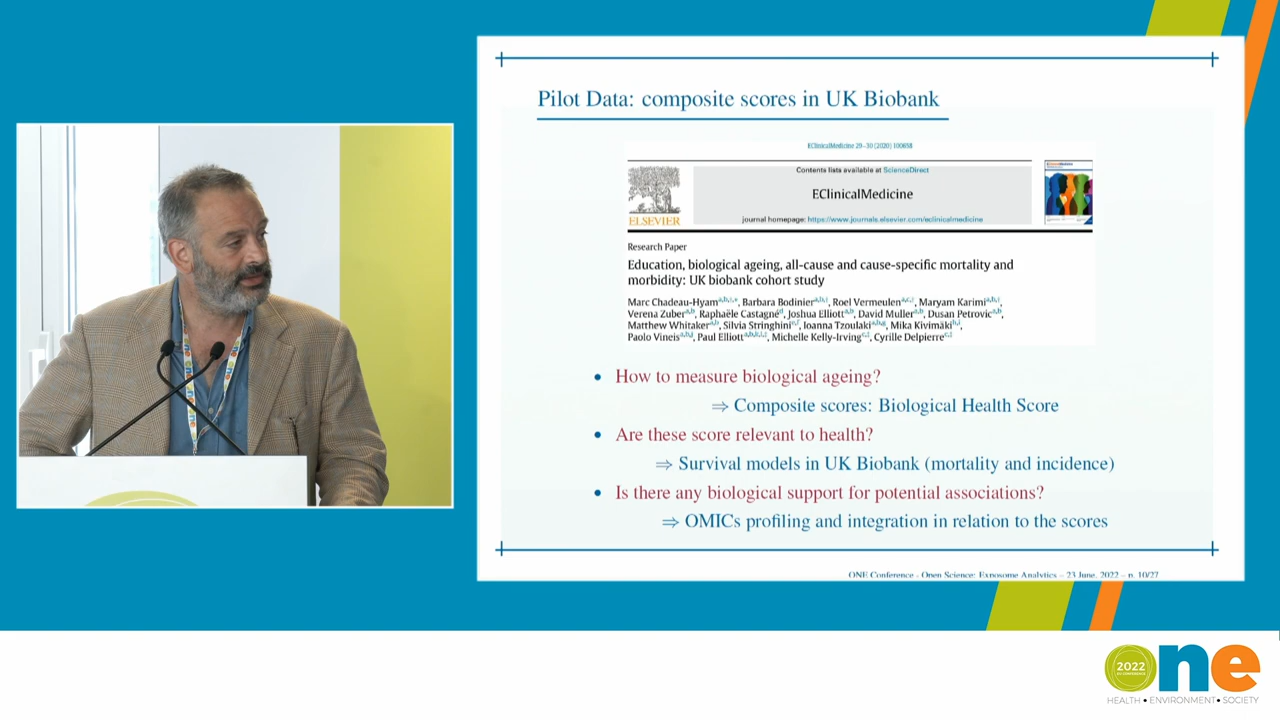 Pilot Data: composite scores in UK Biobank
EClinicalMedicine 29–30 (2020) 100658
Contents lists available at ScienceDirect
EClinicalMedicine
journal homepage: https://www.journals.elsevier.com/eclinicalmedicine
ELSEVIER
Research Paper
Education, biological ageing, all-cause and cause-specific mortality and
morbidity: UK biobank cohort study
Marc Chadeau-Hyam, Barbara Bodinier, Roel Vermeulen, Maryam Karimi,
Verena Zuber, Raphaële Castagné, Joshua Elliott, David Muller, Dusan Petrovic,
Matthew Whitaker, Silvia Stringhini, Ioanna Tzoulaki, Mika Kivimäki,
Paolo Vineis, Paul Elliott, Michelle Kelly-Irving, Cyrille Delpierre
• How to measure biological ageing?
⇒ Composite scores: Biological Health Score
• Are these score relevant to health?
⇒ Survival models in UK Biobank (mortality and incidence)
• Is there any biological support for potential associations?
⇒ OMICs profiling and integration in relation to the scores
ONE Conference - Open Science: Exposome Analytics – 23 June, 2022 – p. 10/27
2022
one
HEALTH • ENVIRONMENT • SOCIETY